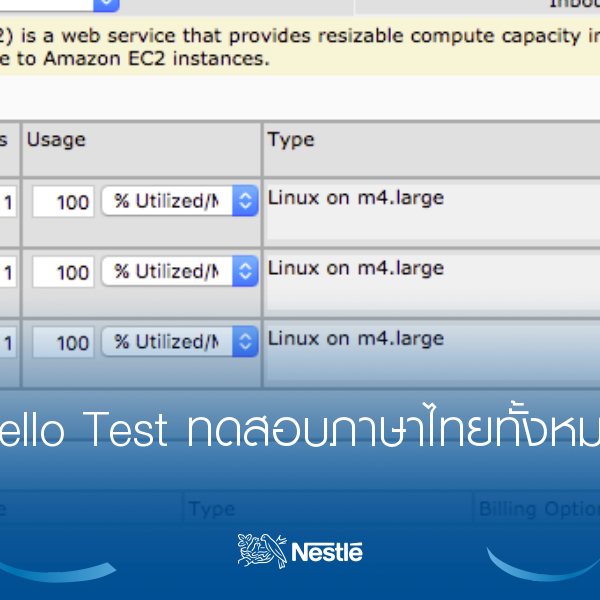 2) is a web service that provides resizable compute capacity in
e to Amazon EC2 instances.
s Usage Type
1 100 % Utilized/M Linux on m4.large
1 100 % Utilized/M Linux on m4.large
1 100 % Utilized/M Linux on m4.large
ello Test ทดสอบภาษาไทยทั้งหม
e Type Billing Option
Nestlé